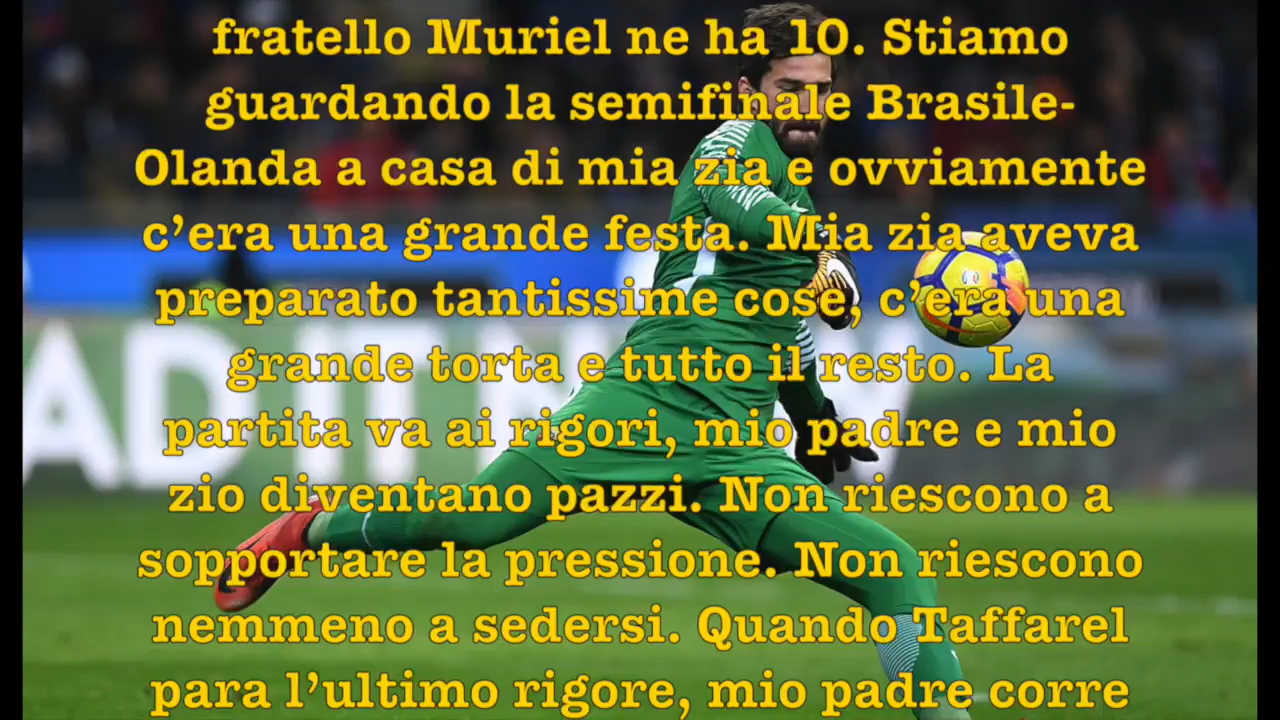 fratello Muriel ne ha 10. Stiamo
guardando la semifinale Brasile-
Olanda a casa di mia zia e ovviamente
c’era una grande festa. Mia zia aveva
preparato tantissime cose, c’era una
grande torta e tutto il resto. La
partita va ai rigori, mio padre e mio
zio diventano pazzi. Non riescono a
sopportare la pressione. Non riescono
nemmeno a sedersi. Quando Taffarel
para l’ultimo rigore, mio padre corre